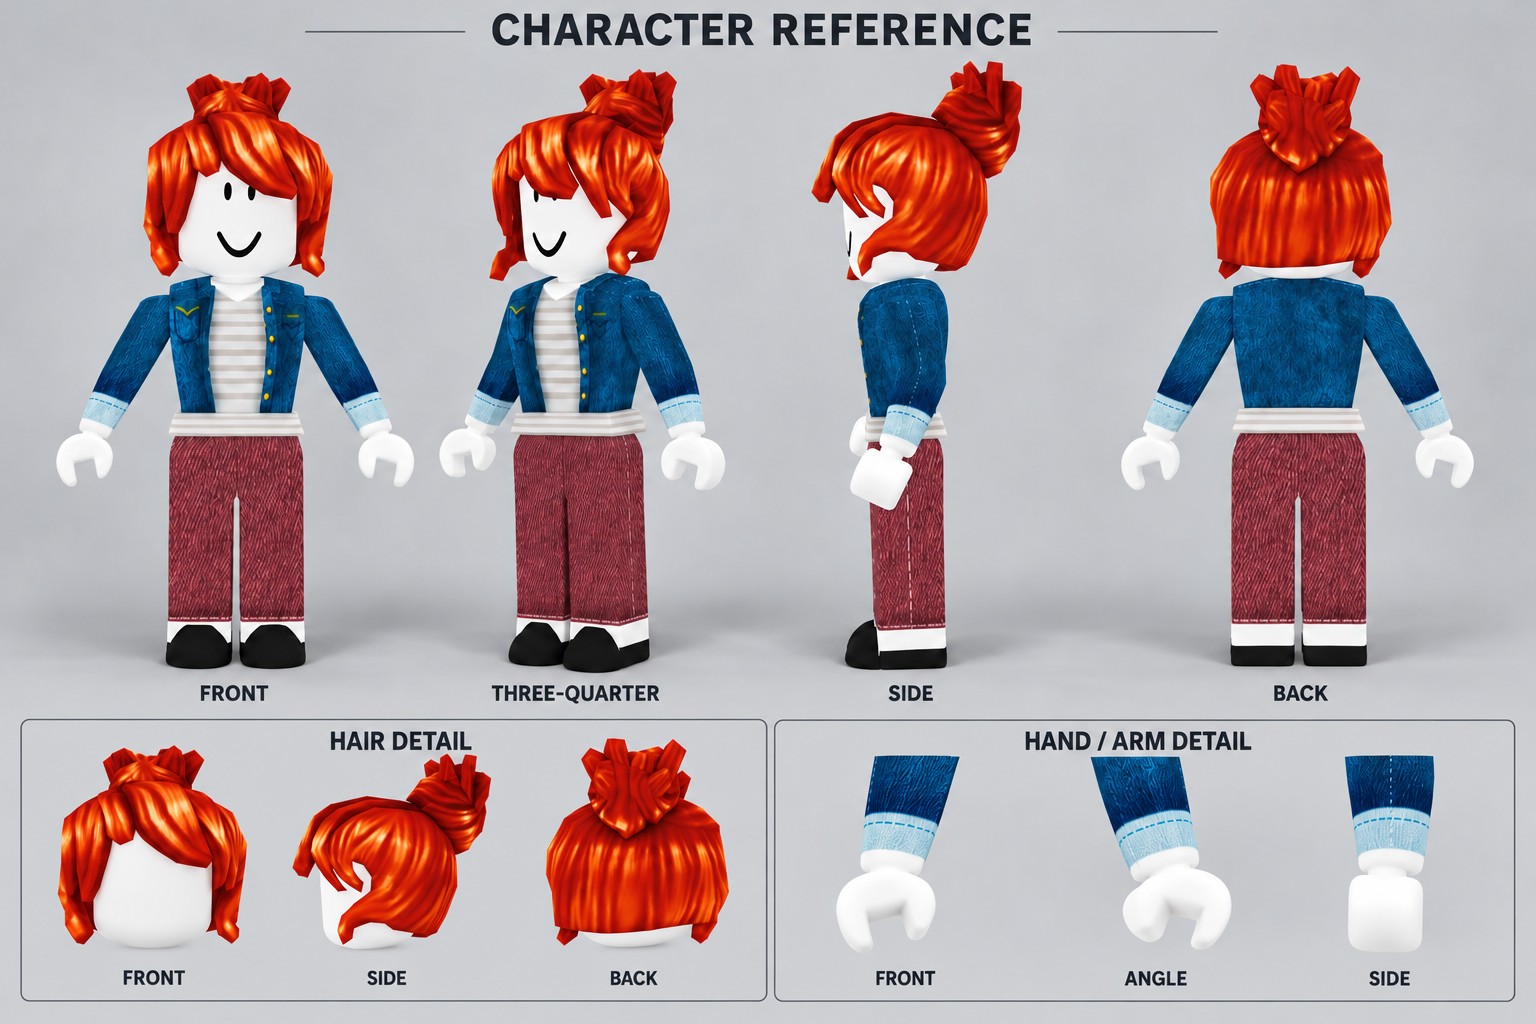 CHARACTER REFERENCE
FRONT
THREE-QUARTER
SIDE
BACK
HAIR DETAIL
FRONT
SIDE
BACK
HAND / ARM DETAIL
FRONT
ANGLE
SIDE